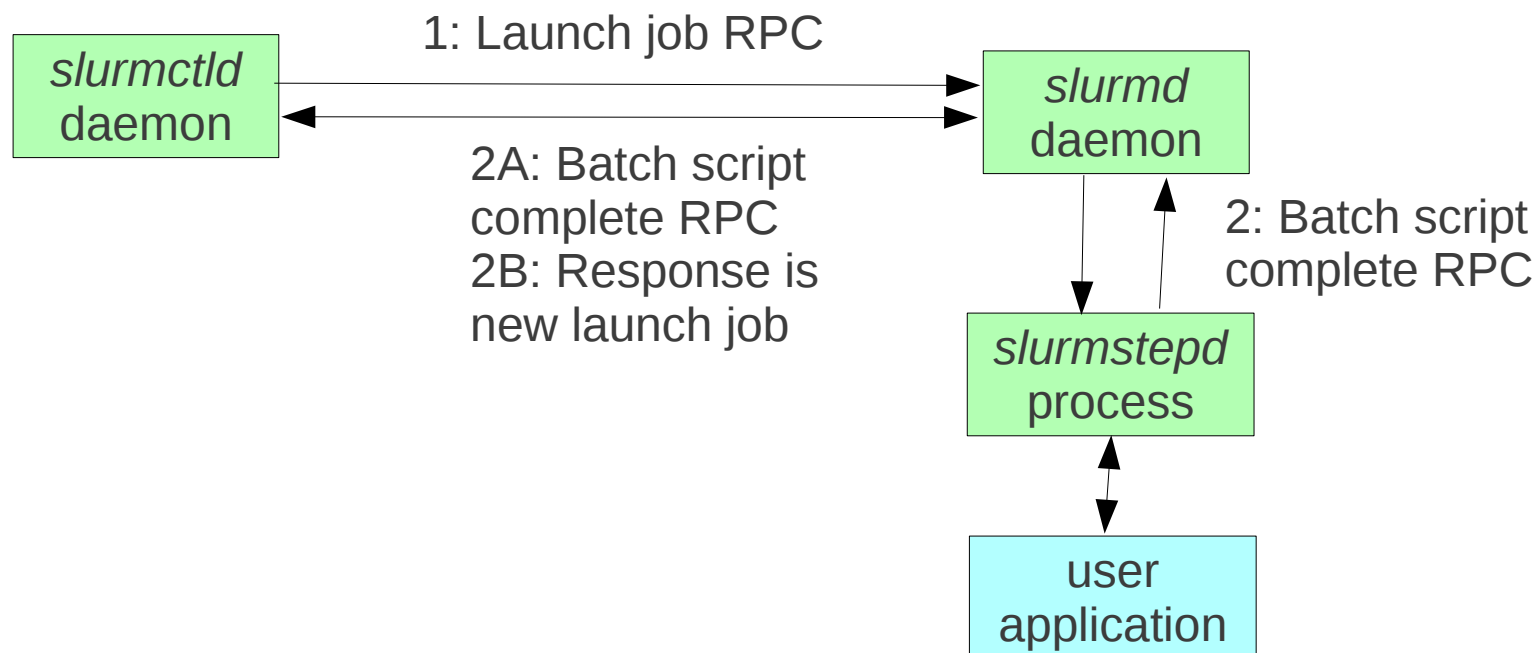 1: Launch job RPC
slurmctld
daemon
slurmd
daemon
2A: Batch script
complete RPC
2B: Response is
new launch job
2: Batch script
complete RPC
slurmstepd
process
user
application